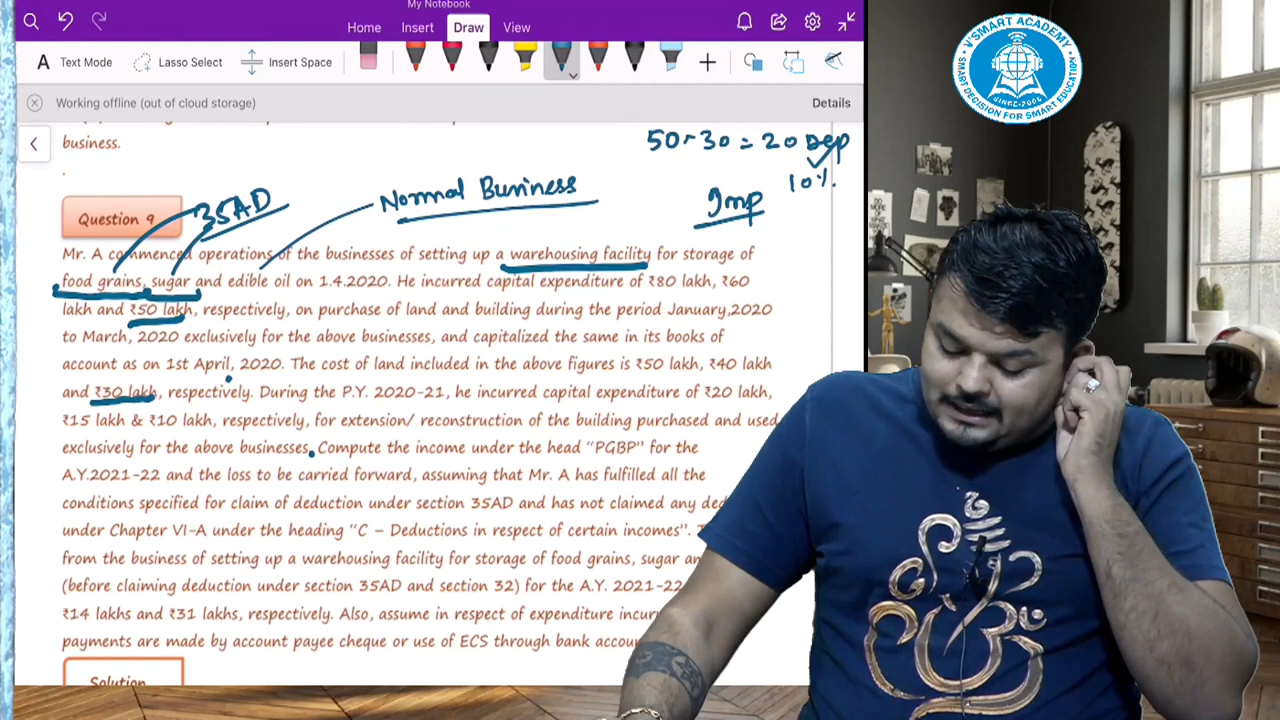 My Notebook
Home Insert Draw View
Text Mode Lasso Select Insert Space
Working offline (out of cloud storage) Details
business.
50 - 30 = 20 Dep
10%.
35AD Normal Business Imp
Question 9
Mr. A commenced operations of the businesses of setting up a warehousing facility for storage of
food grains, sugar and edible oil on 1.4.2020. He incurred capital expenditure of ₹80 lakh, ₹60
lakh and ₹50 lakh, respectively, on purchase of land and building during the period January,2020
to March, 2020 exclusively for the above businesses, and capitalized the same in its books of
account as on 1st April, 2020. The cost of land included in the above figures is ₹50 lakh, ₹40 lakh
and ₹30 lakh, respectively. During the P.Y. 2020-21, he incurred capital expenditure of ₹20 lakh,
₹15 lakh & ₹10 lakh, respectively, for extension/ reconstruction of the building purchased and used
exclusively for the above businesses. Compute the income under the head “PGBP” for the
A.Y.2021-22 and the loss to be carried forward, assuming that Mr. A has fulfilled all the
conditions specified for claim of deduction under section 35AD and has not claimed any
under Chapter VI-A under the heading “C – Deductions in respect of certain incomes”.
from the business of setting up a warehousing facility for storage of food grains, sugar
(before claiming deduction under section 35AD and section 32) for the A.Y. 2021-22
₹14 lakhs and ₹31 lakhs, respectively. Also, assume in respect of expenditure
payments are made by account payee cheque or use of ECS through bank
Solution
V'SMART ACADEMY
SINCE-2006
SMART DECISION FOR SMART EDUCATION